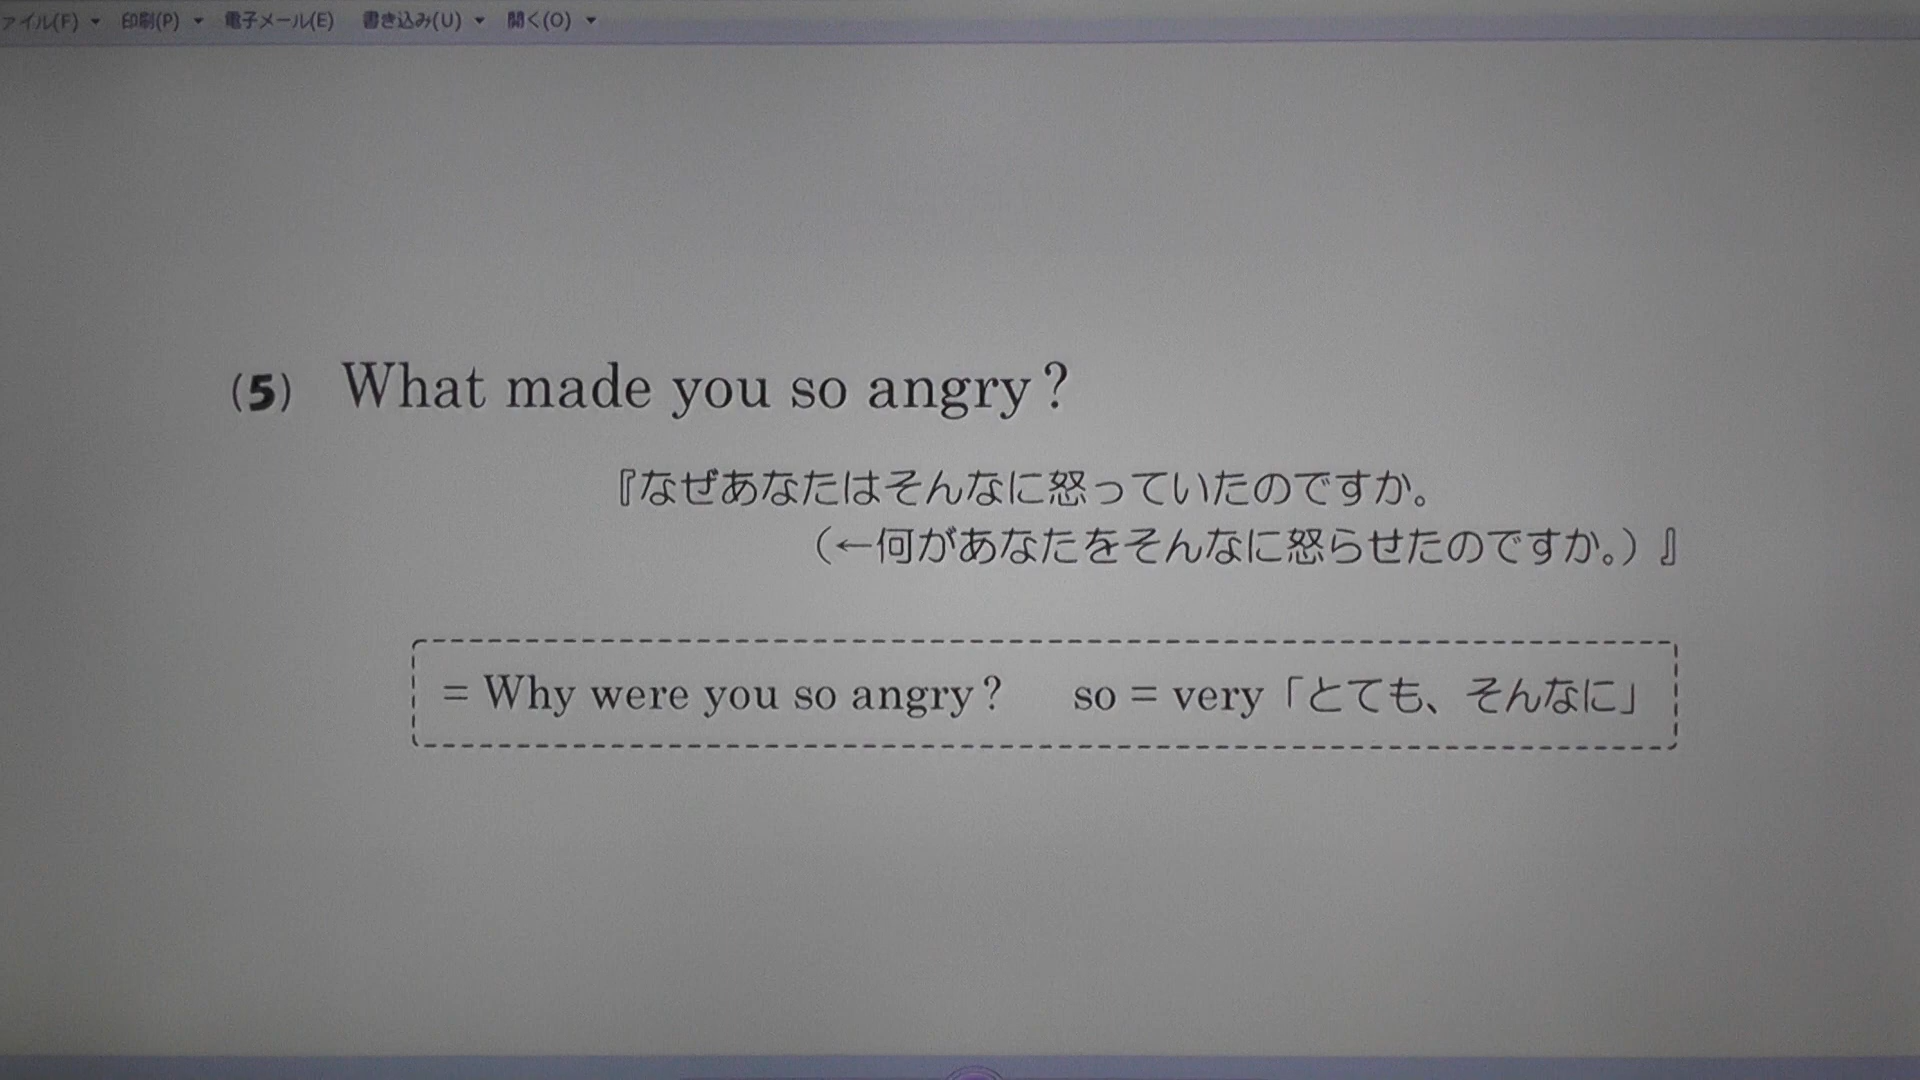 ァイル(F) 印刷(P) 電子メール(E) 書き込み(U) 開く(O)
(5) What made you so angry?
『なぜあなたはそんなに怒っていたのですか。
(←何があなたをそんなに怒らせたのですか。)』
= Why were you so angry? so = very「とても、そんなに」